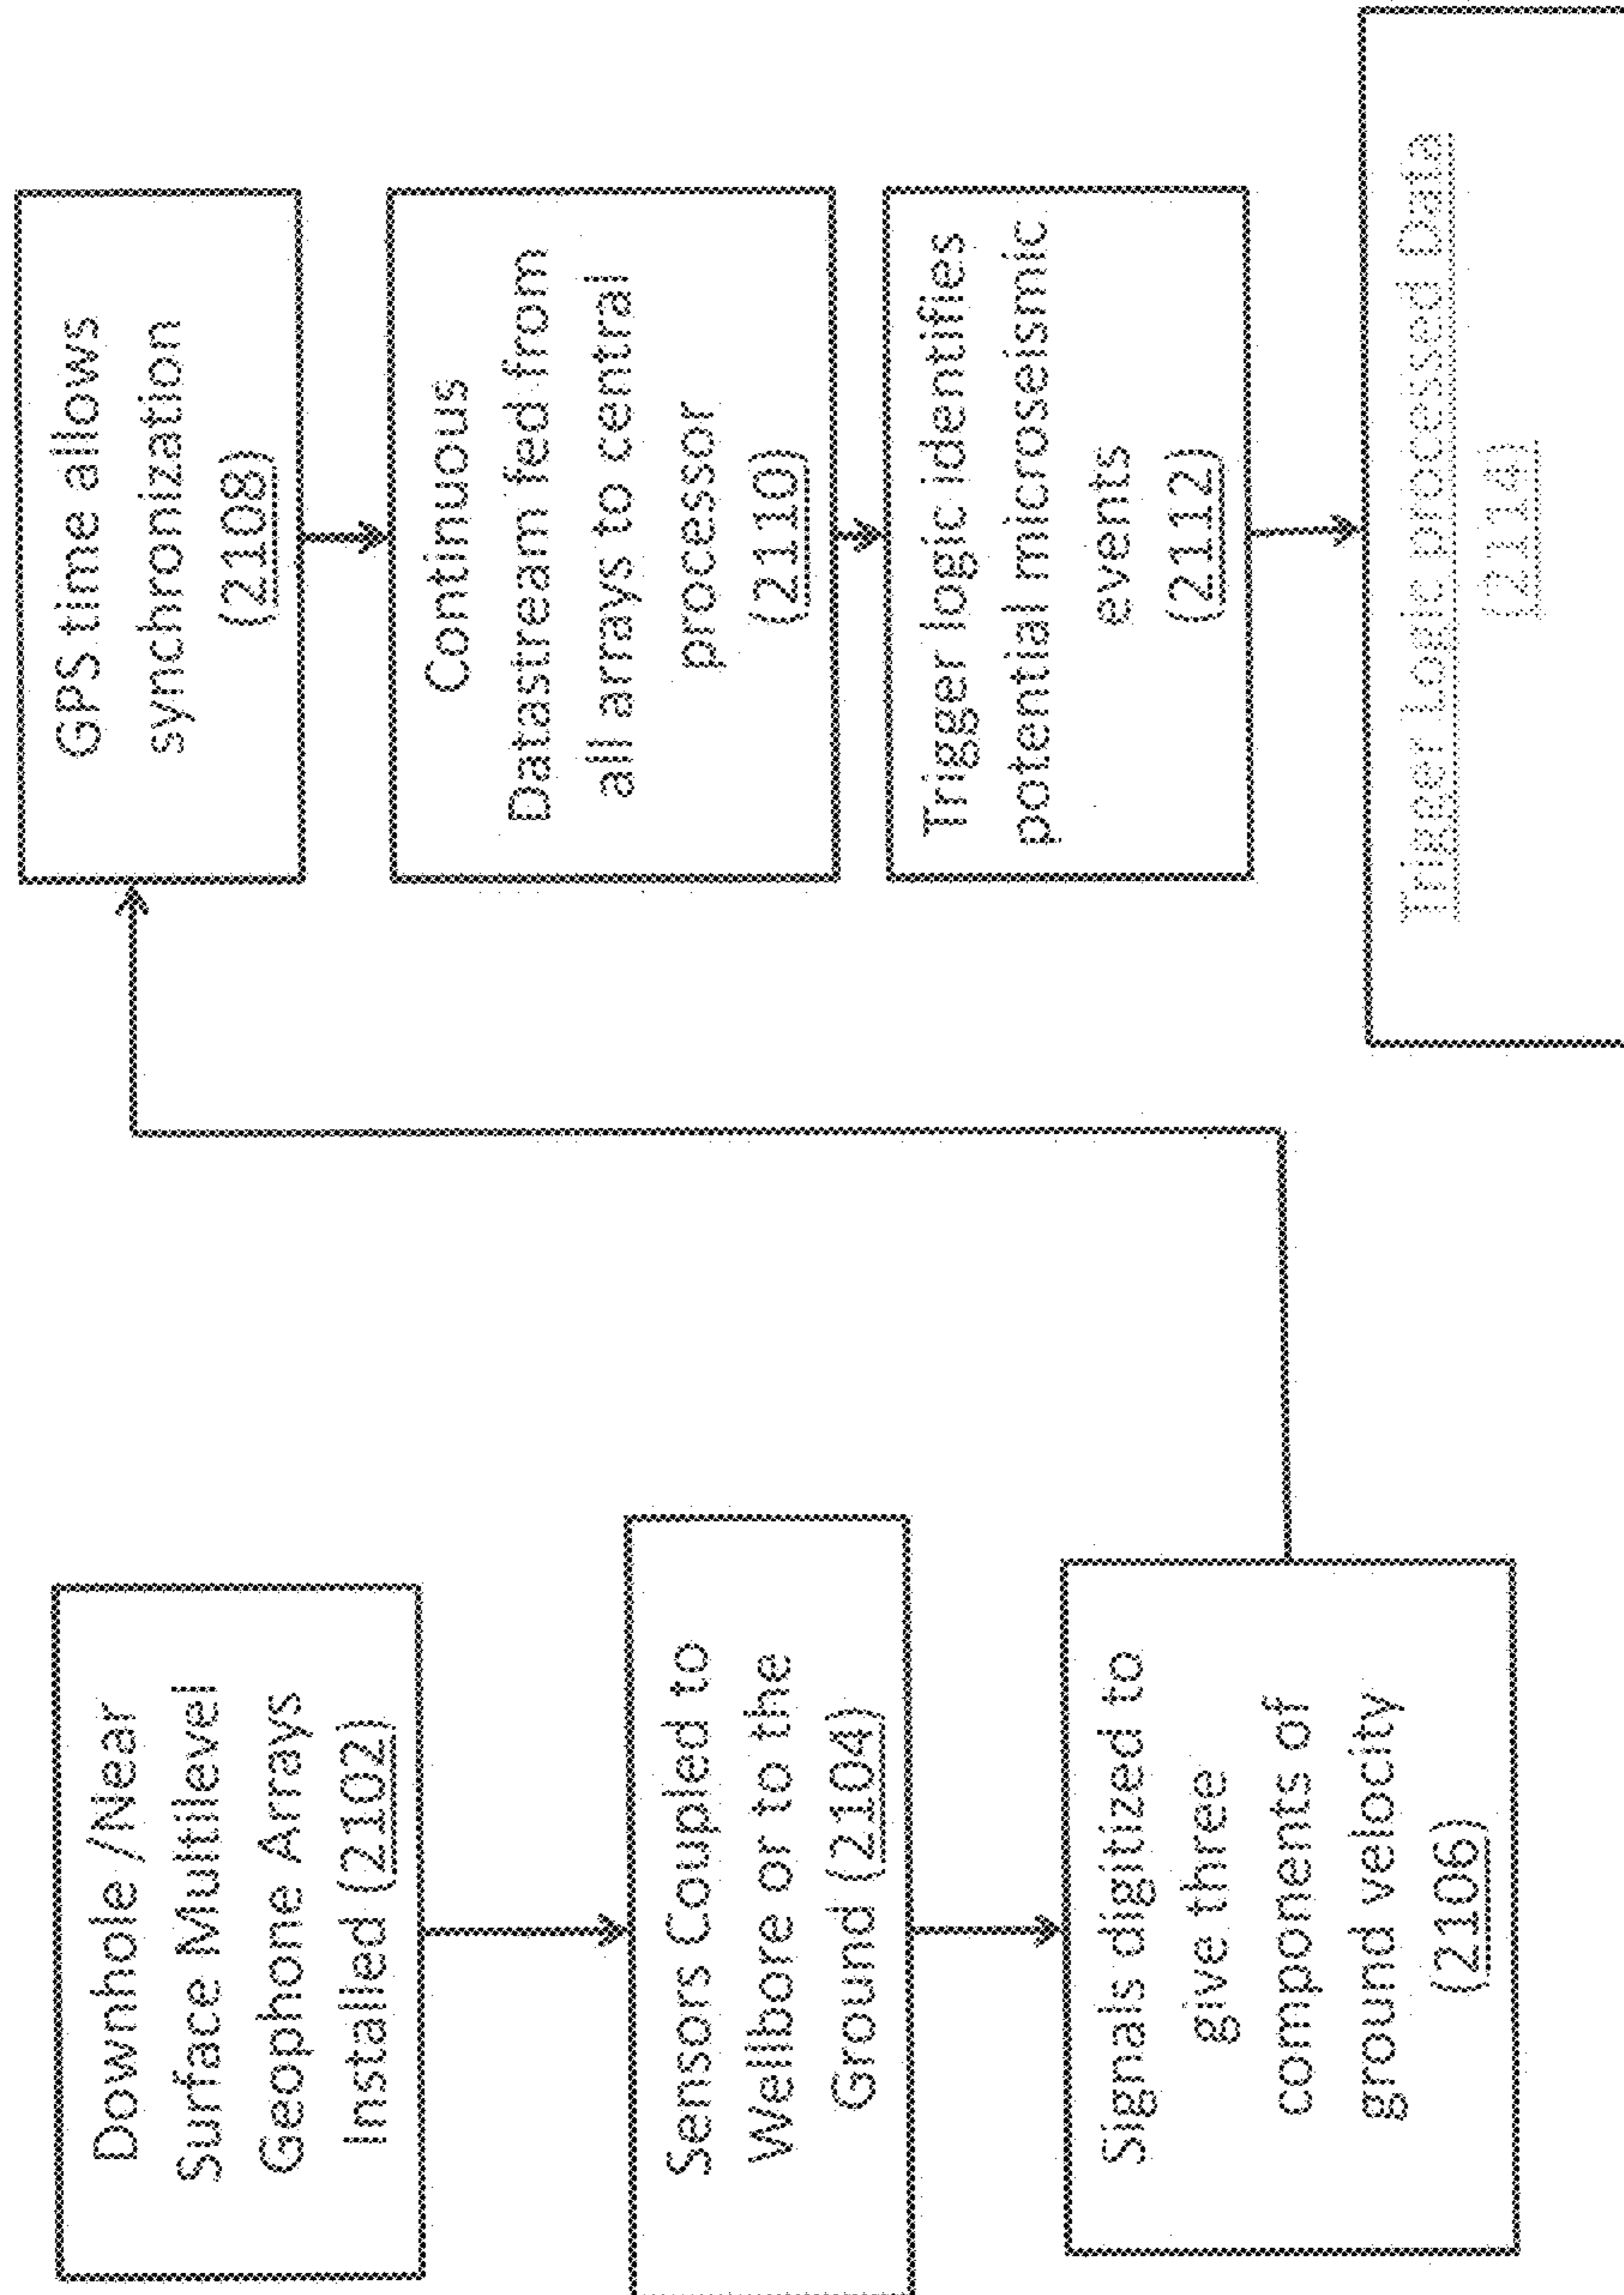 Downhole /Near
Surface Multilevel
Geophone Arrays
Installed (2102)
Sensors Coupled to
Wellbore or to the
Ground (2104)
Signals digitized to
give three
components of
ground velocity
(2106)
GPS time allows
synchronization
(2108)
Continuous
Datastream fed from
all arrays to central
processor
(2110)
Trigger logic identifies
potential microseismic
events
(2112)
Trigger Logic processed Data
(2114)